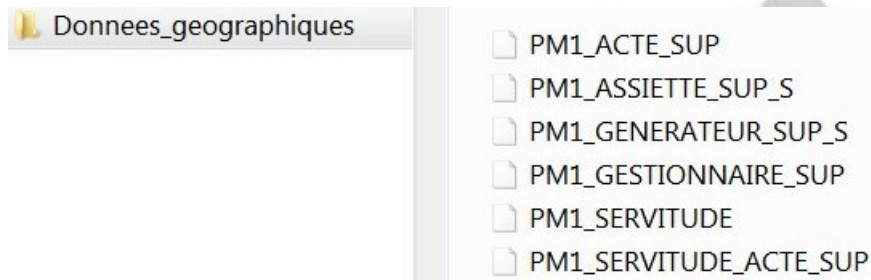 Donnees_geographiques
PM1_ACTE_SUP
PM1_ASSIETTE_SUP_S
PM1_GENERATEUR_SUP_S
PM1_GESTIONNAIRE_SUP
PM1_SERVITUDE
PM1_SERVITUDE_ACTE_SUP